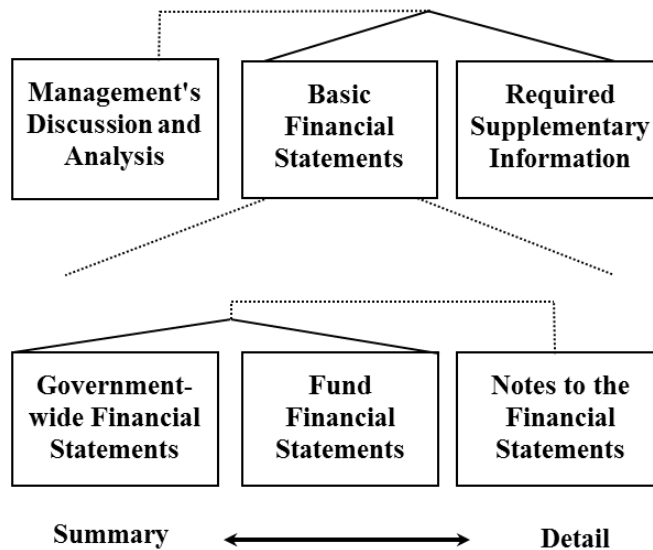 Management's
Discussion and
Analysis
Basic
Financial
Statements
Required
Supplementary
Information
Government-
wide Financial
Statements
Fund
Financial
Statements
Notes to the
Financial
Statements
Summary
Detail